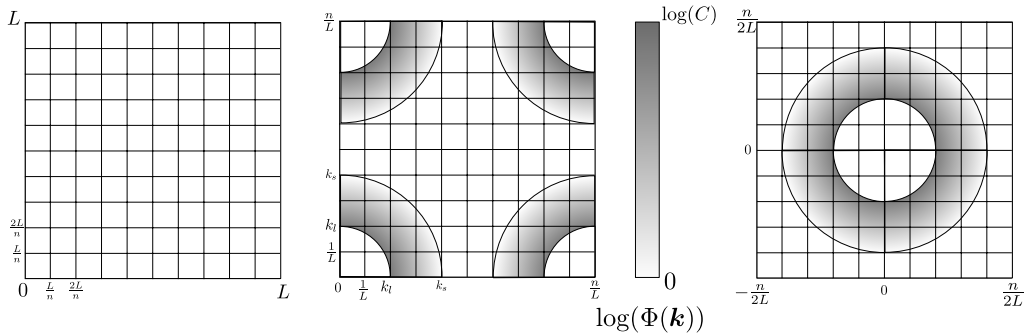 L
2L/n
L/n
0 L/n 2L/n L
n/L
k_s
k_l
1/L
0 1/L k_l k_s n/L
log(C)
0
log(Φ(k))
n/2L
0
-n/2L 0 n/2L